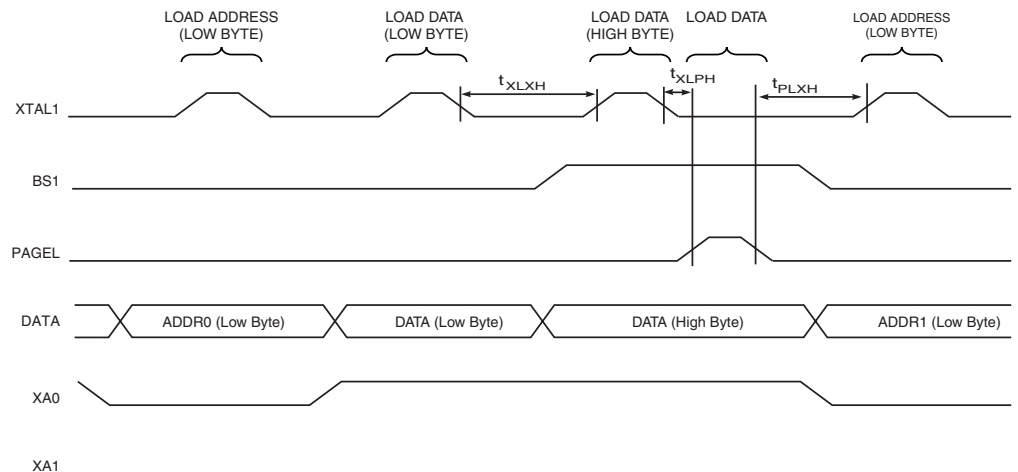 LOAD ADDRESS
(LOW BYTE)
LOAD DATA
(LOW BYTE)
LOAD DATA
(HIGH BYTE)
LOAD DATA
LOAD ADDRESS
(LOW BYTE)
tXLXH
tXLPH
tPLXH
XTAL1
BS1
PAGEL
DATA
ADDR0 (Low Byte)
DATA (Low Byte)
DATA (High Byte)
ADDR1 (Low Byte)
XA0
XA1